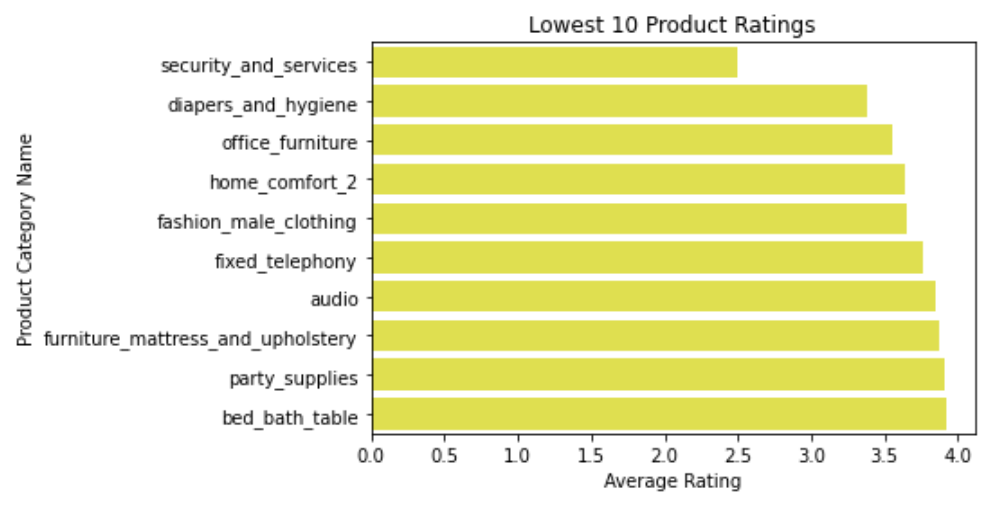 Lowest 10 Product Ratings
Product Category Name
security_and_services
diapers_and_hygiene
office_furniture
home_comfort_2
fashion_male_clothing
fixed_telephony
audio
furniture_mattress_and_upholstery
party_supplies
bed_bath_table
0.0 0.5 1.0 1.5 2.0 2.5 3.0 3.5 4.0
Average Rating